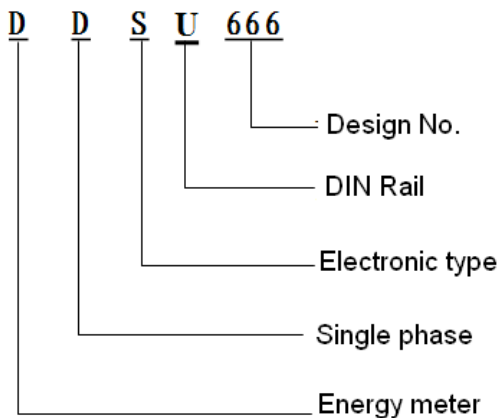 D D S U 666
Design No.
DIN Rail
Electronic type
Single phase
Energy meter